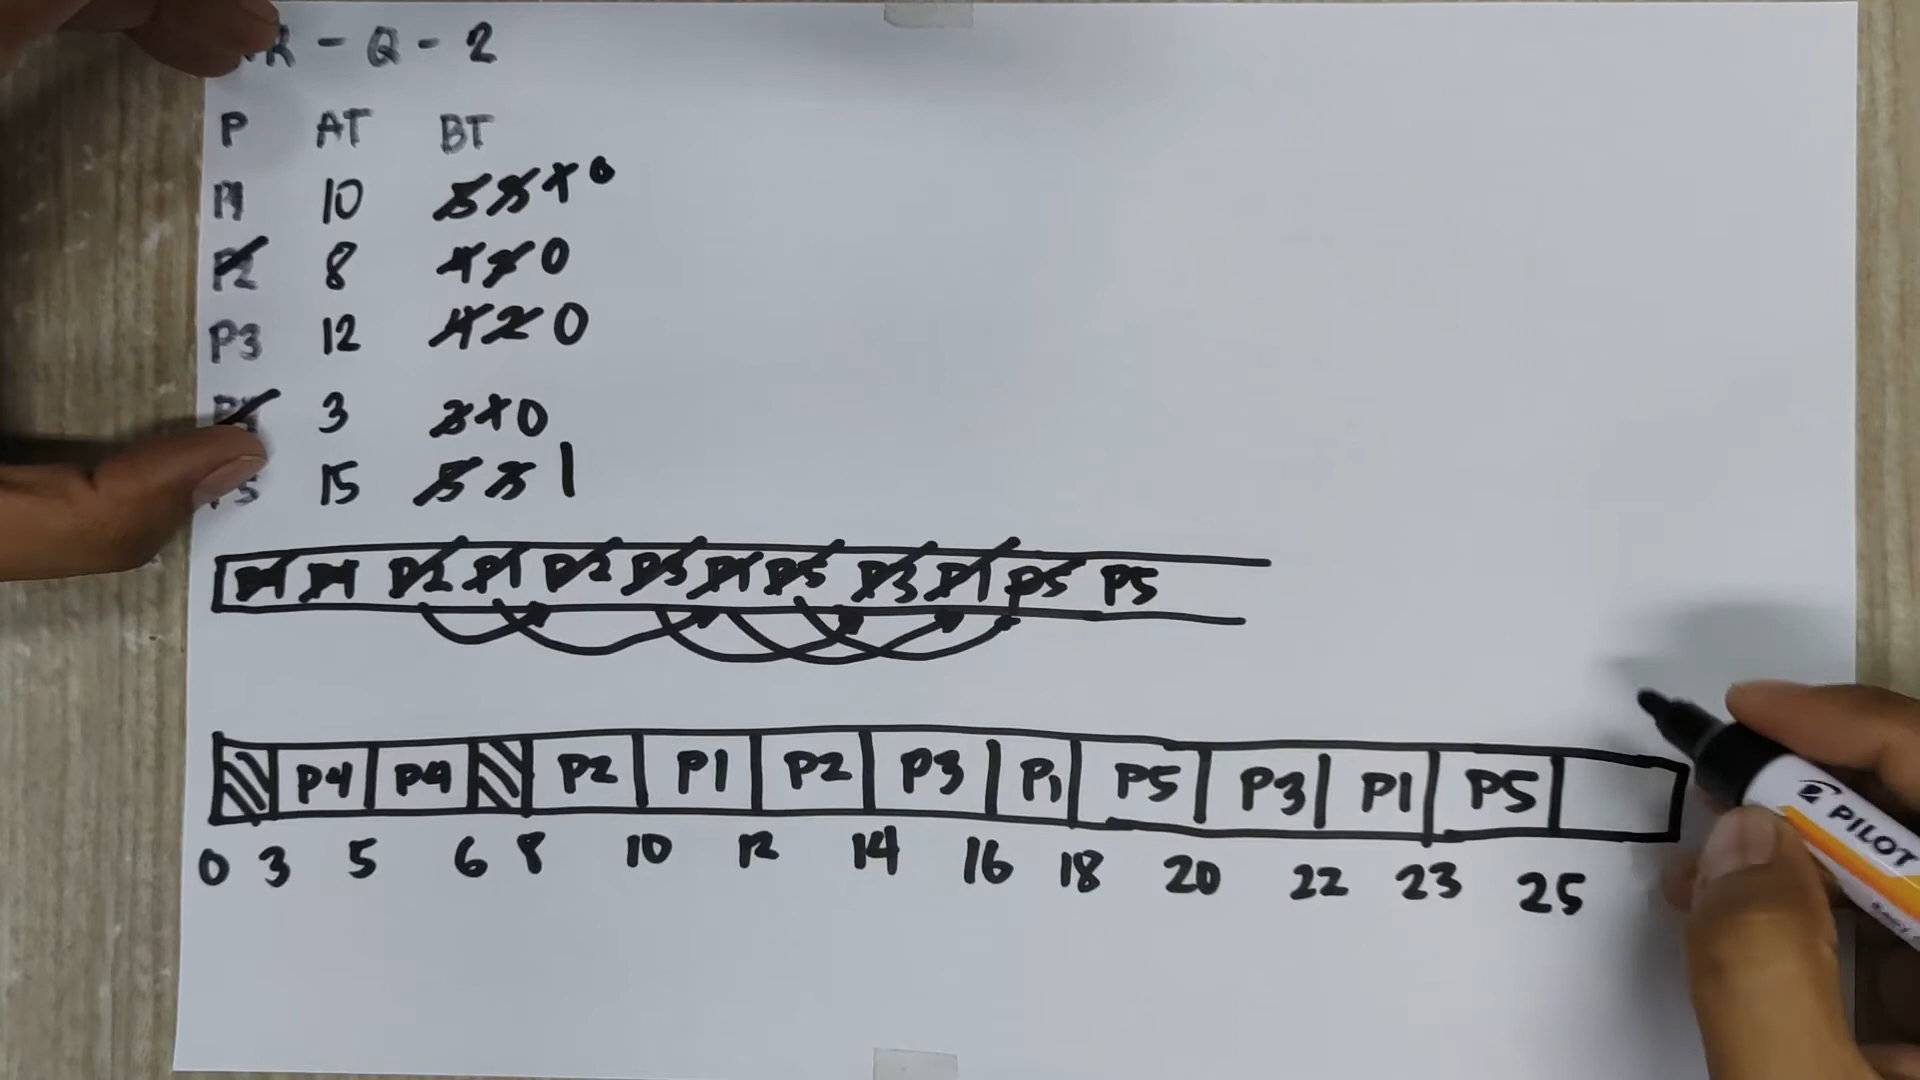 R - Q - 2
P AT BT
P1 10 5 3 1 0
P2 8 4 2 0
P3 12 4 2 0
3 3 1 0
P5 15 5 3 1
P4 P4 P2 P1 P2 P3 P1 P5 P3 P1 P5 P5
P4 P4 P2 P1 P2 P3 P1 P5 P3 P1 P5
0 3 5 6 8 10 12 14 16 18 20 22 23 25
PILOT